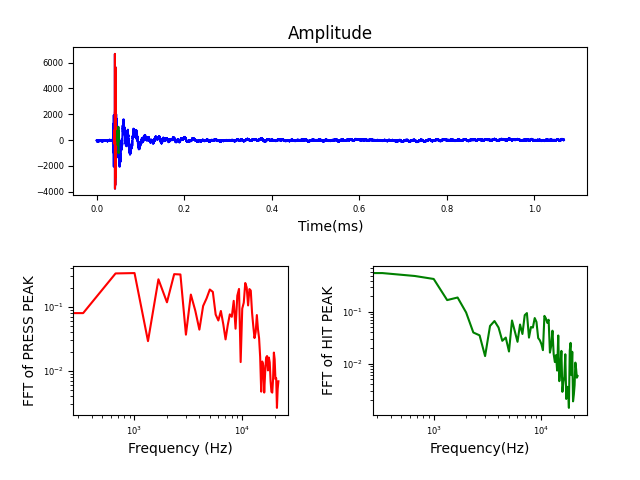 Amplitude
6000
4000
2000
0
−2000
−4000
0.0 0.2 0.4 0.6 0.8 1.0
Time(ms)
FFT of PRESS PEAK
10⁻¹
10⁻²
10³ 10⁴
Frequency (Hz)
FFT of HIT PEAK
10⁻¹
10⁻²
10³ 10⁴
Frequency(Hz)